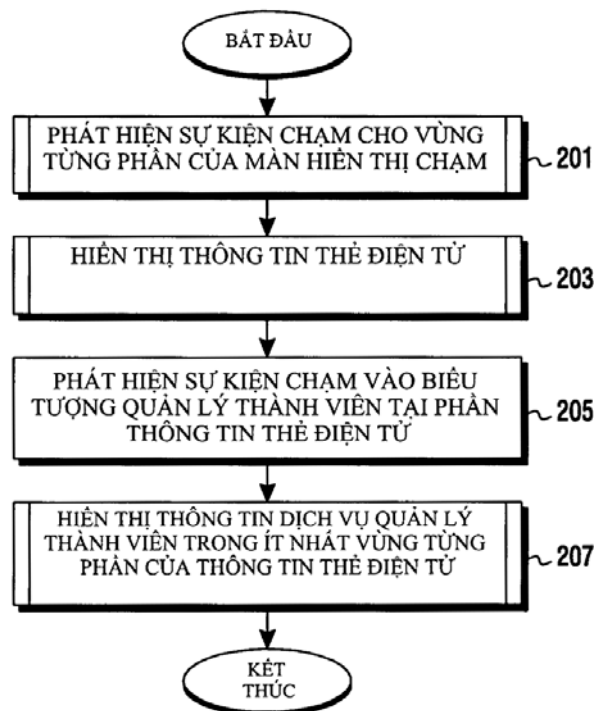 BẮT ĐẦU
PHÁT HIỆN SỰ KIỆN CHẠM CHO VÙNG
TỪNG PHẦN CỦA MÀN HIỂN THỊ CHẠM
201
HIỂN THỊ THÔNG TIN THẺ ĐIỆN TỬ
203
PHÁT HIỆN SỰ KIỆN CHẠM VÀO BIỂU
TƯỢNG QUẢN LÝ THÀNH VIÊN TẠI PHẦN
THÔNG TIN THẺ ĐIỆN TỬ
205
HIỂN THỊ THÔNG TIN DỊCH VỤ QUẢN LÝ
THÀNH VIÊN TRONG ÍT NHẤT VÙNG TỪNG
PHẦN CỦA THÔNG TIN THẺ ĐIỆN TỬ
207
KẾT
THÚC